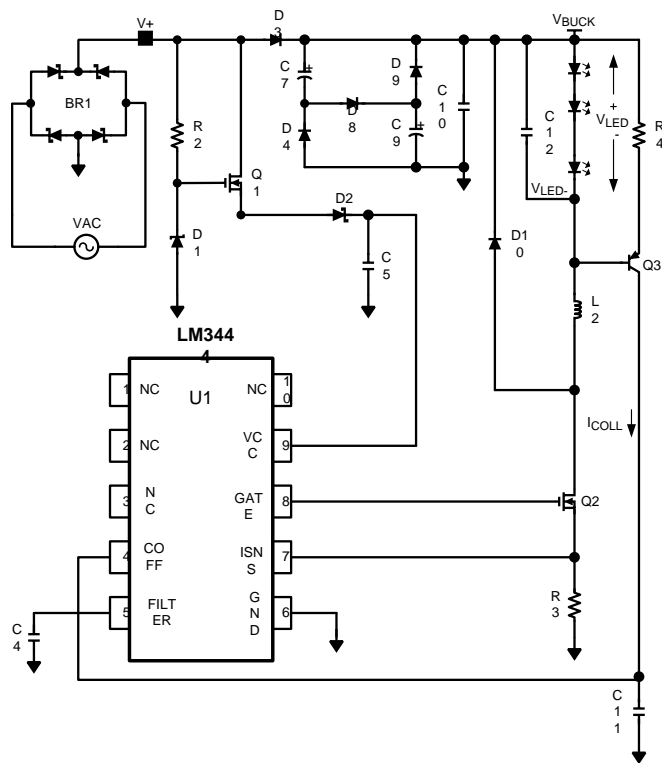 V+
D
3
VBUCK
C
7
+
D
9
C
1
0
C
1
2
+
VLED
-
R
4
BR1
R
2
D
8
D
4
C
9
+
Q
1
VLED-
VAC
D
1
D2
C
5
D1
0
Q3
L
2
LM344
4
U1
1
NC
NC
1
0
2
NC
VC
C
9
ICOLL
3
N
C
GAT
E
8
Q2
4
CO
FF
ISN
S
7
5
FILT
ER
G
N
D
6
R
3
C
4
C
1
1